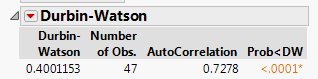 Durbin-Watson
Durbin- Number
Watson of Obs. AutoCorrelation Prob<DW
0.4001153 47 0.7278 <.0001*